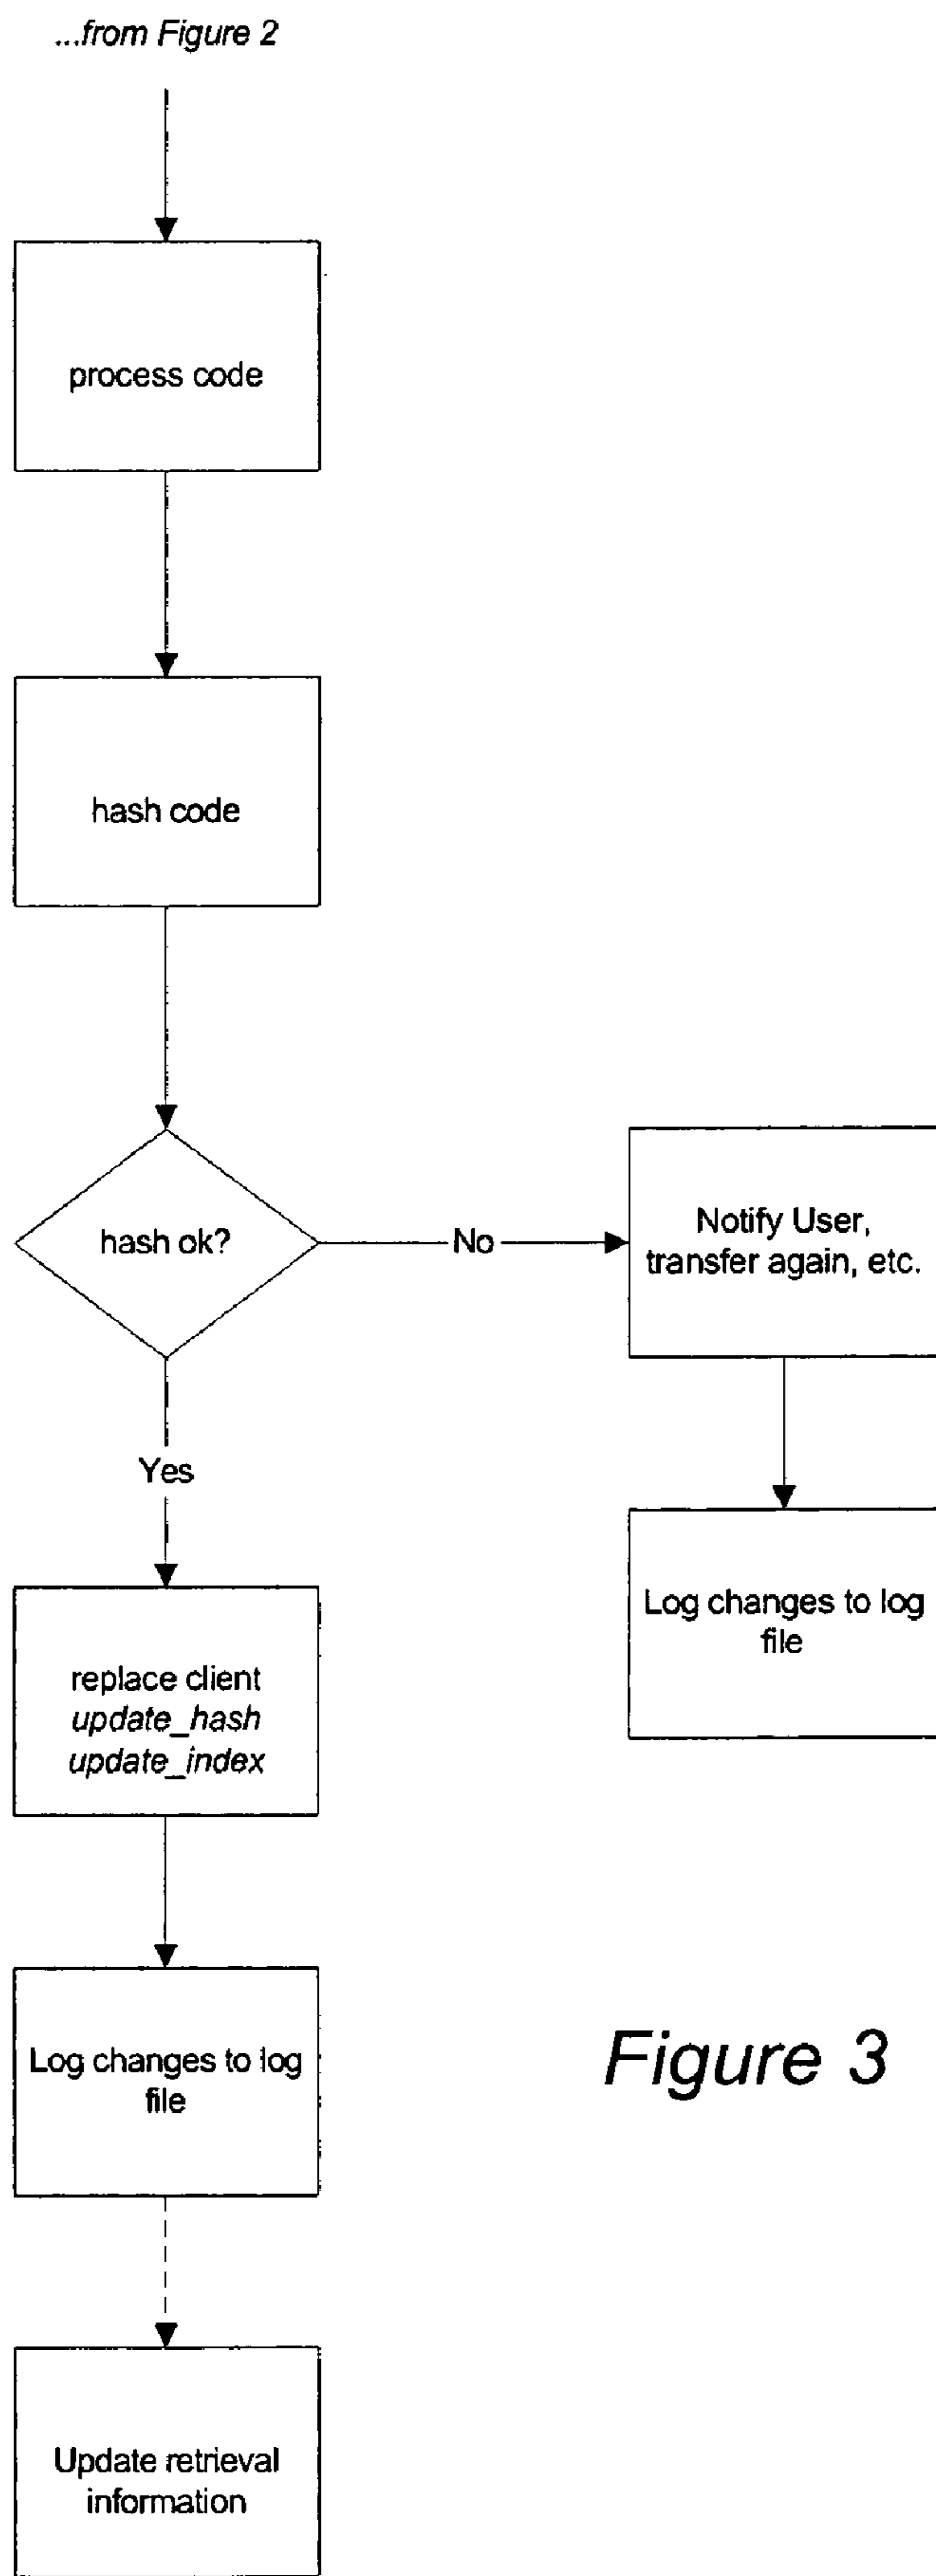 ...from Figure 2
process code
hash code
hash ok?
No
Notify User,
transfer again, etc.
Yes
Log changes to log
file
replace client
update_hash
update_index
Log changes to log
file
Figure 3
Update retrieval
information